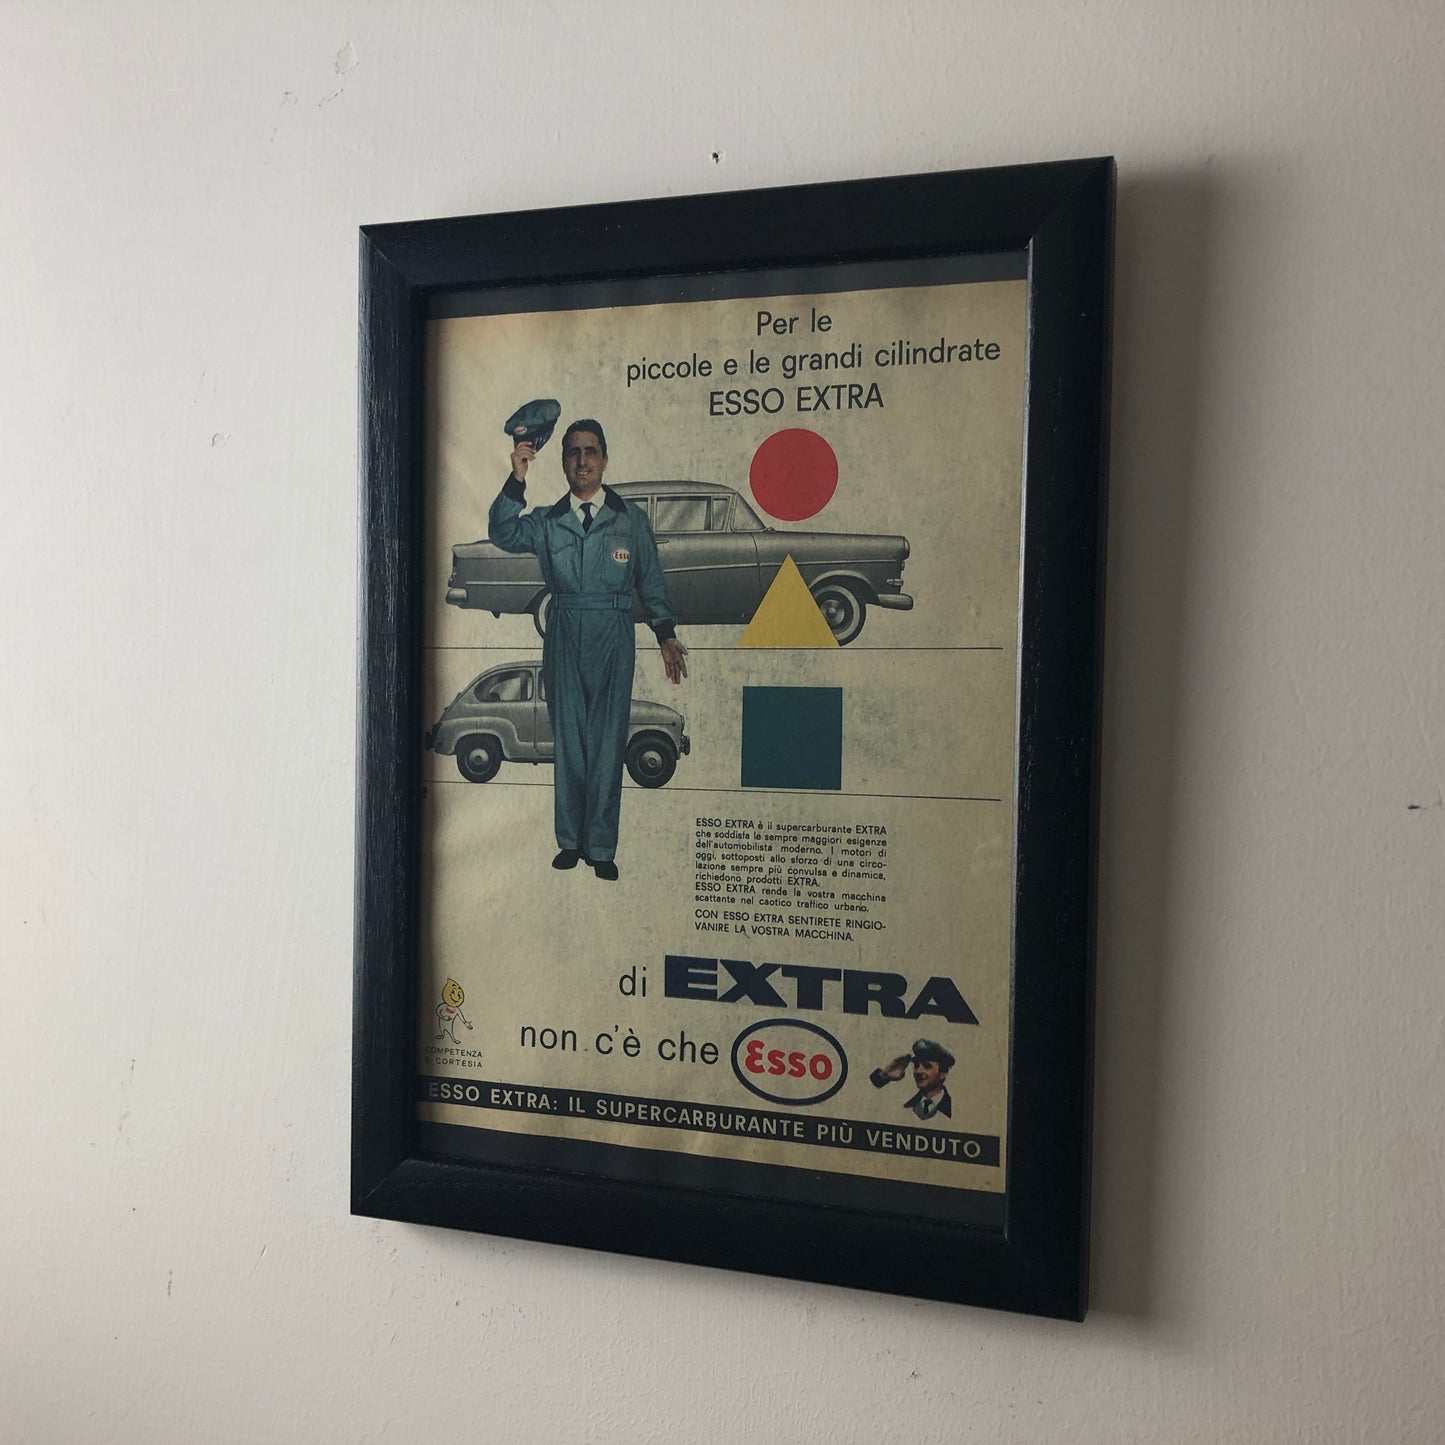 Per le
piccole e le grandi cilindrate
ESSO EXTRA
Esso
ESSO EXTRA è il supercarburante EXTRA
che soddisfa le sempre maggiori esigenze
dell'automobilista moderno. I motori di
oggi, sottoposti allo sforzo di una circo-
lazione sempre più convulsa e dinamica,
richiedono prodotti EXTRA.
ESSO EXTRA rende la vostra macchina
scattante nel caotico traffico urbano.
CON ESSO EXTRA SENTIRETE RINGIO-
VANIRE LA VOSTRA MACCHINA.
di EXTRA
non c'è che Esso
COMPETENZA
E CORTESIA
ESSO EXTRA: IL SUPERCARBURANTE PIÙ VENDUTO